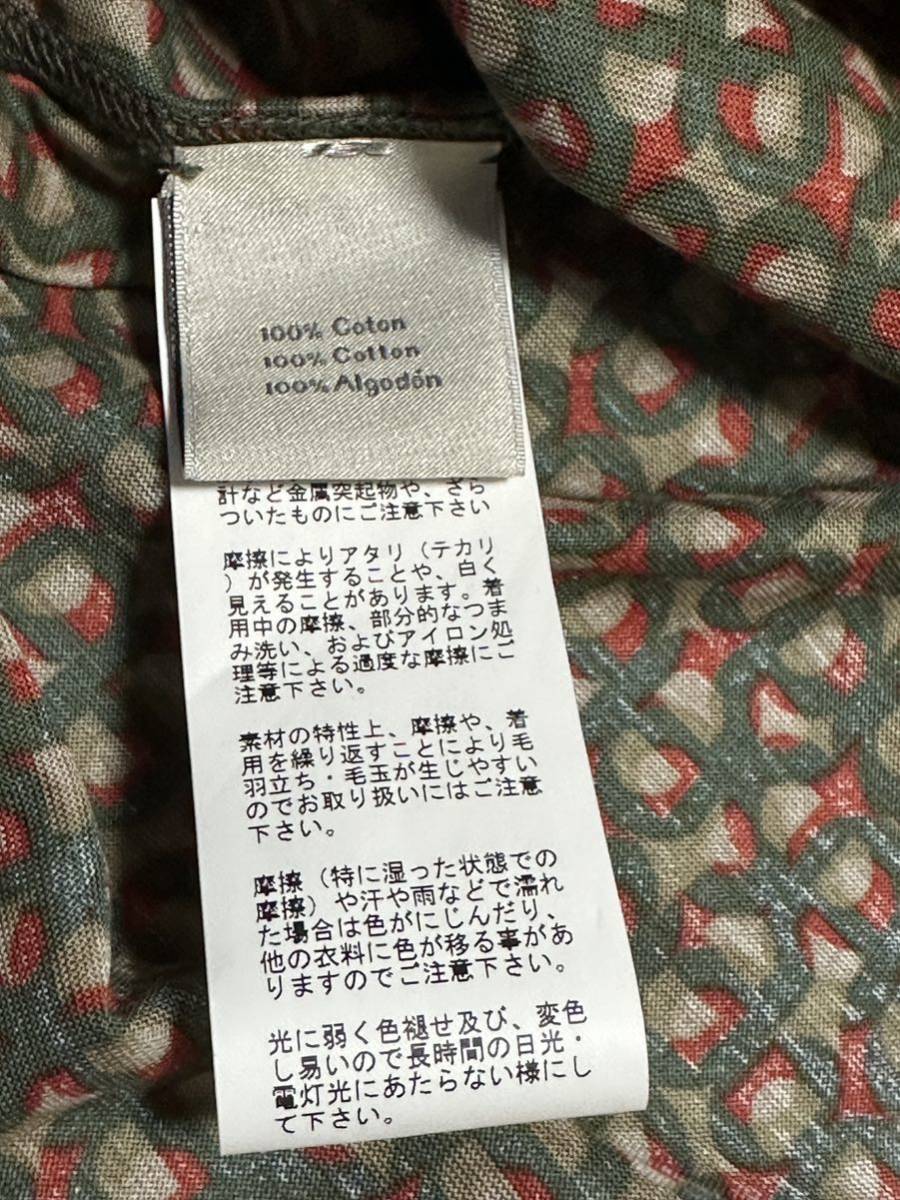 100% Coton
100% Cotton
100% Algodón
計など金属突起物や、ざら
ついたものにご注意下さい
摩擦によりアタリ（テカリ
）が発生することや、白く
見えることがあります。着
用中の摩擦、部分的なつま
み洗い、およびアイロン処
理等による過度な摩擦にご
注意下さい。
素材の特性上、摩擦や、着
用を繰り返すことにより毛
羽立ち・毛玉が生じやすい
のでお取り扱いにはご注意
下さい。
摩擦（特に湿った状態での
摩擦）や汗や雨などで濡れ
た場合は色がにじんだり、
他の衣料に色が移る事があ
りますのでご注意下さい。
光に弱く色褪せ及び、変色
し易いので長時間の日光・
電灯光にあたらない様にし
て下さい。